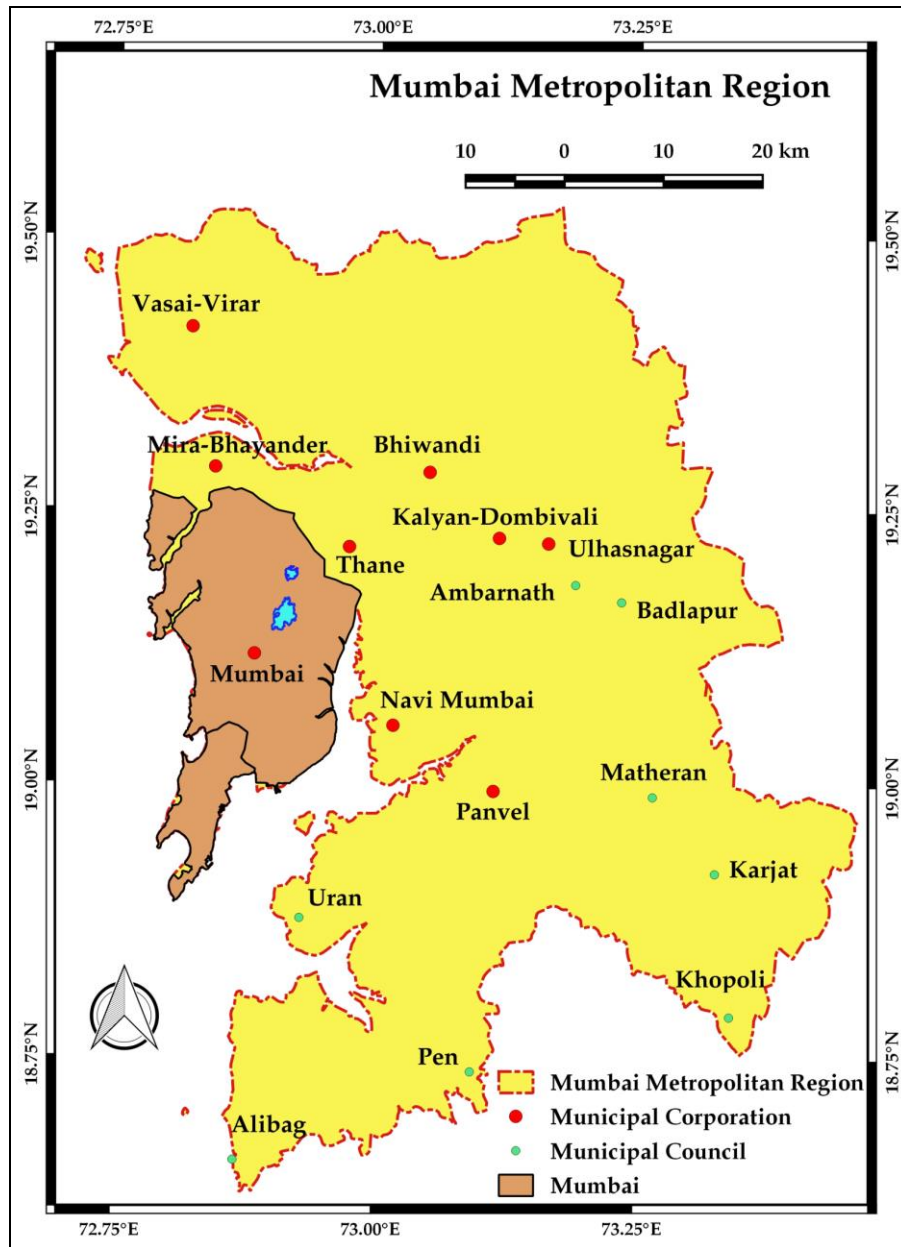 72.75°E 73.00°E 73.25°E
Mumbai Metropolitan Region
10 0 10 20 km
19.50°N 19.50°N
Vasai-Virar
Mira-Bhayander
Bhiwandi
19.25°N 19.25°N
Kalyan-Dombivali
Thane
Ulhasnagar
Ambarnath
Badlapur
Mumbai
Navi Mumbai
19.00°N 19.00°N
Matheran
Panvel
Karjat
Uran
Khopoli
18.75°N 18.75°N
Pen
Mumbai Metropolitan Region
Municipal Corporation
Alibag
Municipal Council
Mumbai
72.75°E 73.00°E 73.25°E